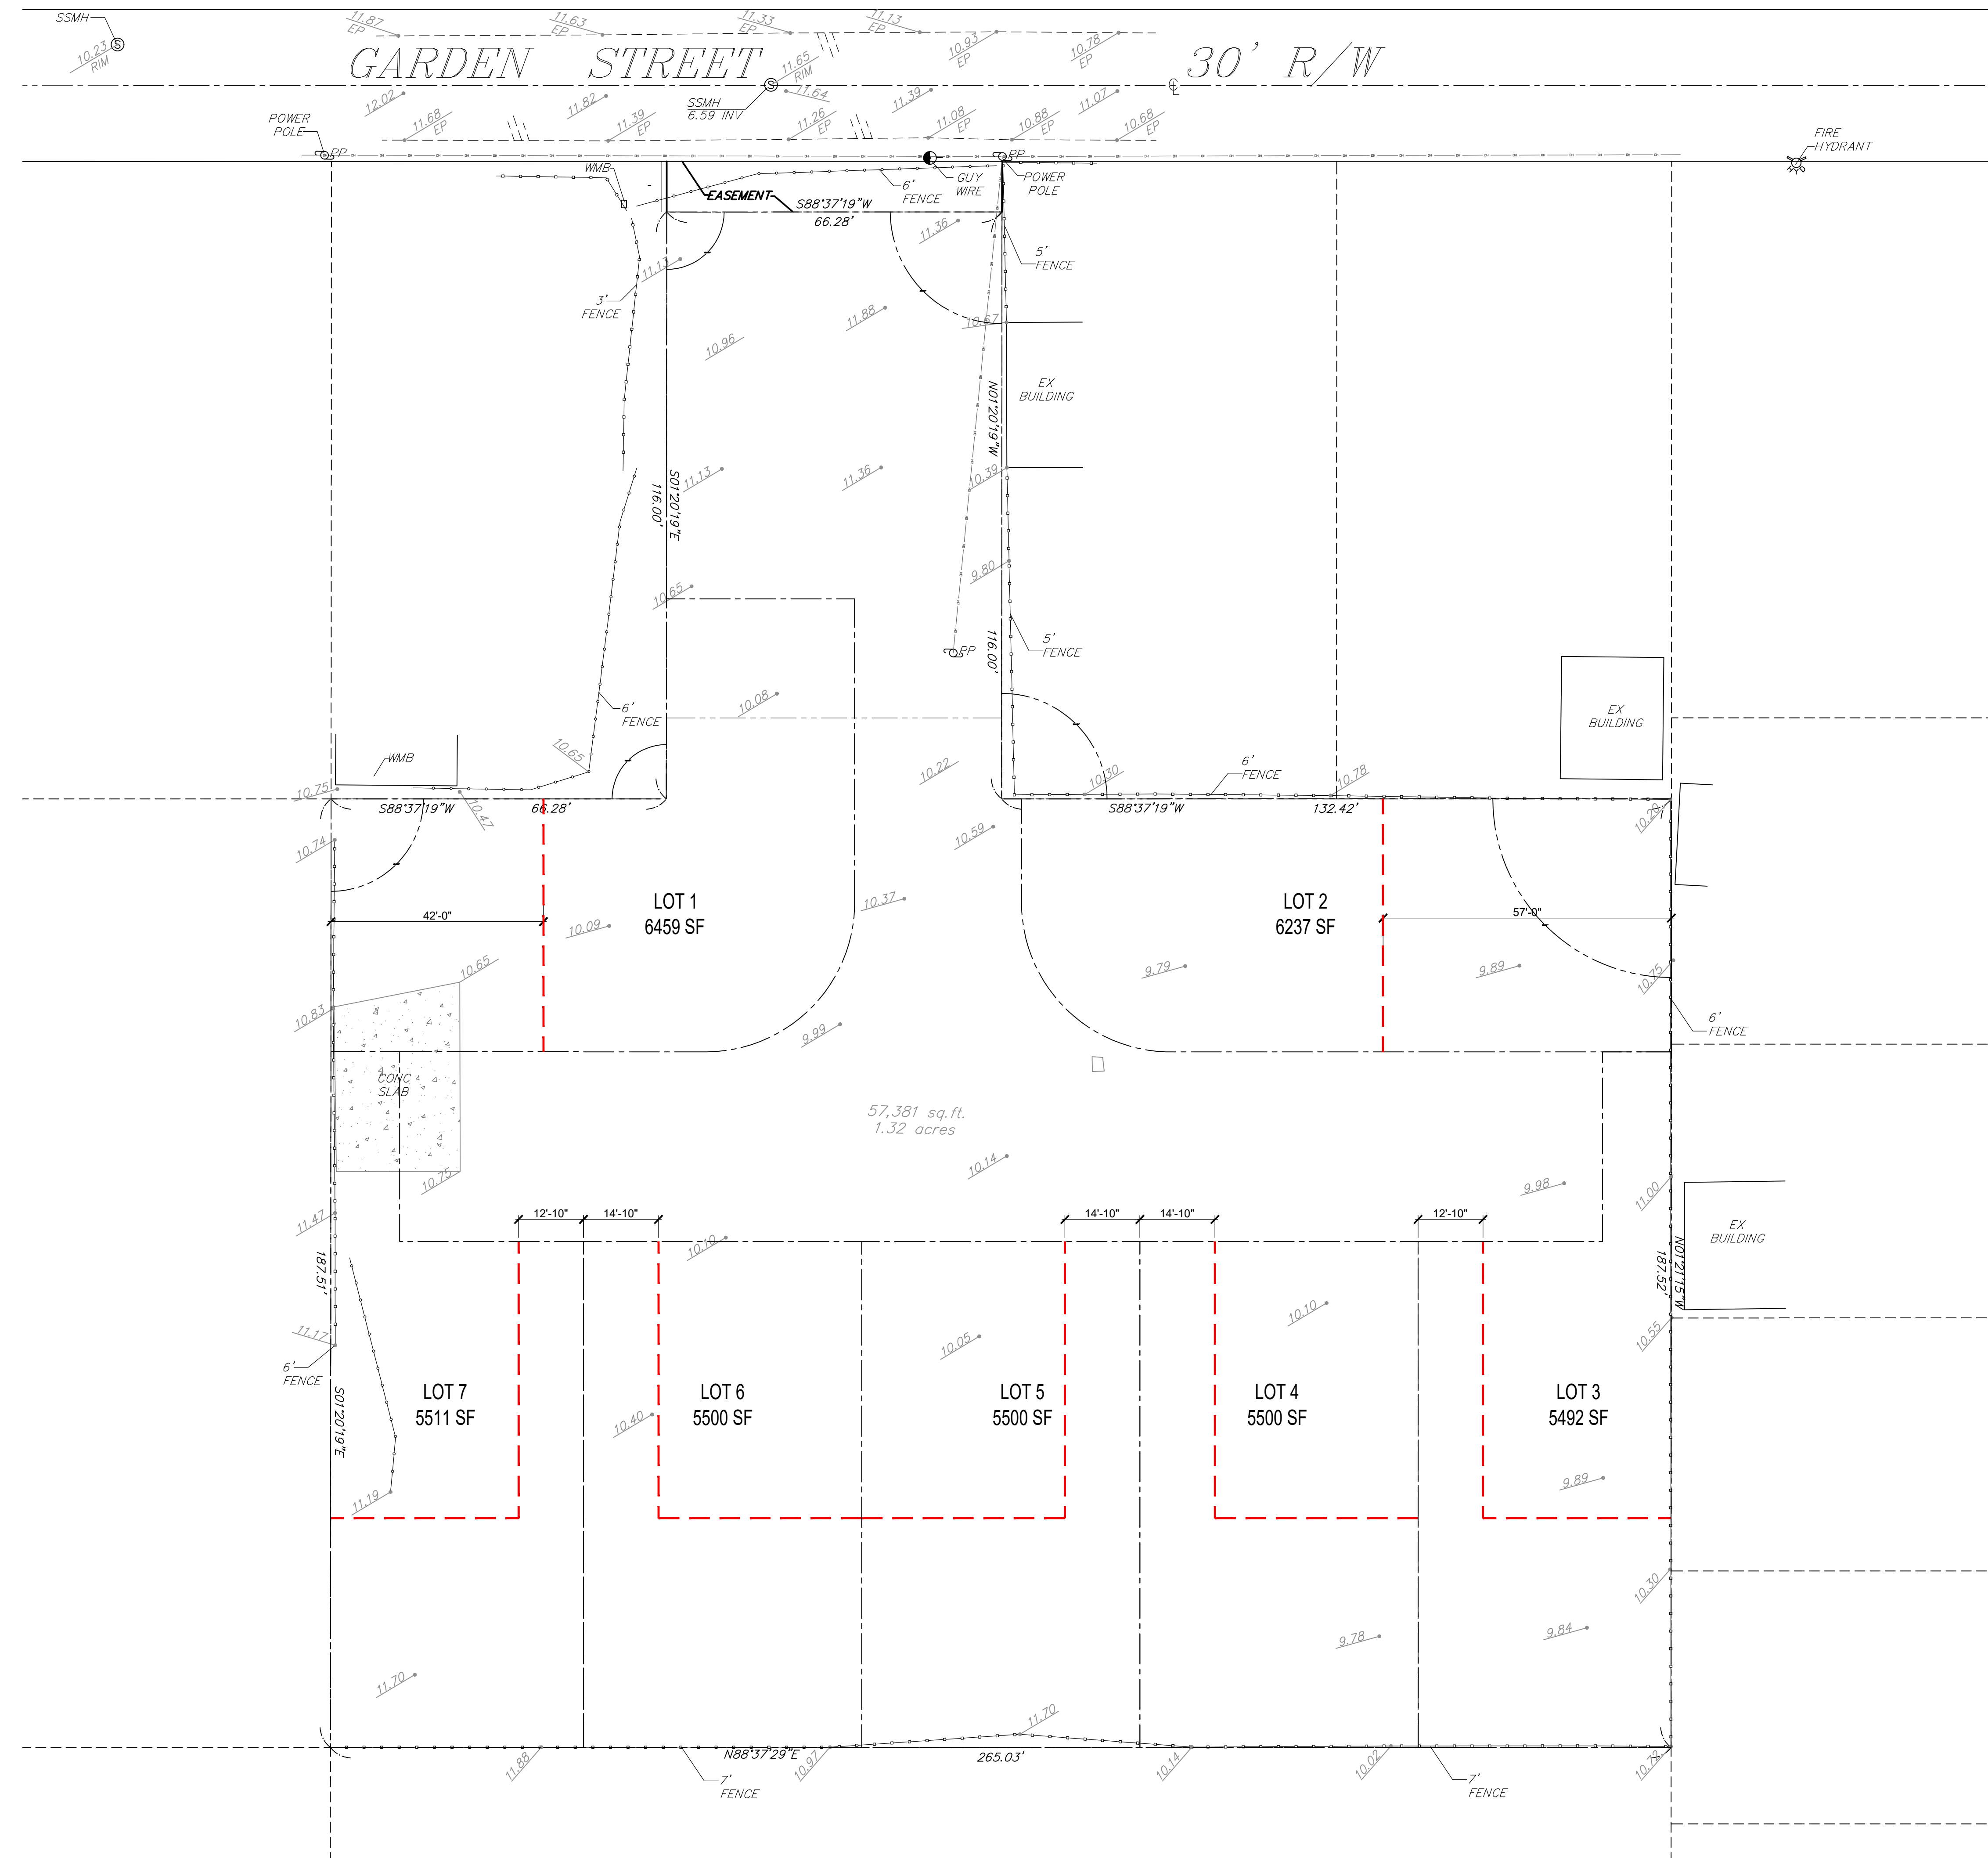 SSMH
10.23
RIM
11.87
EP
11.63
EP
11.33
EP
11.13
EP
10.93
EP
10.78
EP
GARDEN STREET
30' R/W
11.65
RIM
11.64
SSMH
6.59 INV
12.02
11.82
11.39
11.07
11.68
EP
11.39
EP
11.26
EP
11.08
EP
10.88
EP
10.68
EP
POWER
POLE
PP
PP
FIRE
HYDRANT
WMB
EASEMENT
6'
FENCE
GUY
WIRE
POWER
POLE
S88°37'19"W
66.28'
11.36
5'
FENCE
11.13
3'
FENCE
11.88
10.67
10.96
EX
BUILDING
N01°20'19"W
11.13
11.36
10.39
S01°20'19"E
116.00'
9.80
10.65
116.00'
5'
FENCE
PP
10.08
6'
FENCE
EX
BUILDING
10.65
WMB
10.75
10.22
10.30
6'
FENCE
10.78
S88°37'19"W
66.28'
10.47
S88°37'19"W
132.42'
10.20
10.74
10.59
LOT 1
6459 SF
LOT 2
6237 SF
42'-0"
57'-0"
10.37
10.09
10.65
9.79
9.89
10.75
10.83
9.99
6'
FENCE
CONC
SLAB
57,381 sq.ft.
1.32 acres
10.75
10.14
9.98
11.00
11.47
12'-10"
14'-10"
14'-10"
14'-10"
12'-10"
EX
BUILDING
10.10
187.51'
187.52'
N01°21'15"W
10.10
11.17
10.05
10.55
6'
FENCE
S01°20'19"E
LOT 7
5511 SF
LOT 6
5500 SF
LOT 5
5500 SF
LOT 4
5500 SF
LOT 3
5492 SF
10.40
11.19
9.89
10.30
9.78
9.84
11.70
11.70
N88°37'29"E
265.03'
11.88
10.97
10.14
10.02
10.72
7'
FENCE
7'
FENCE